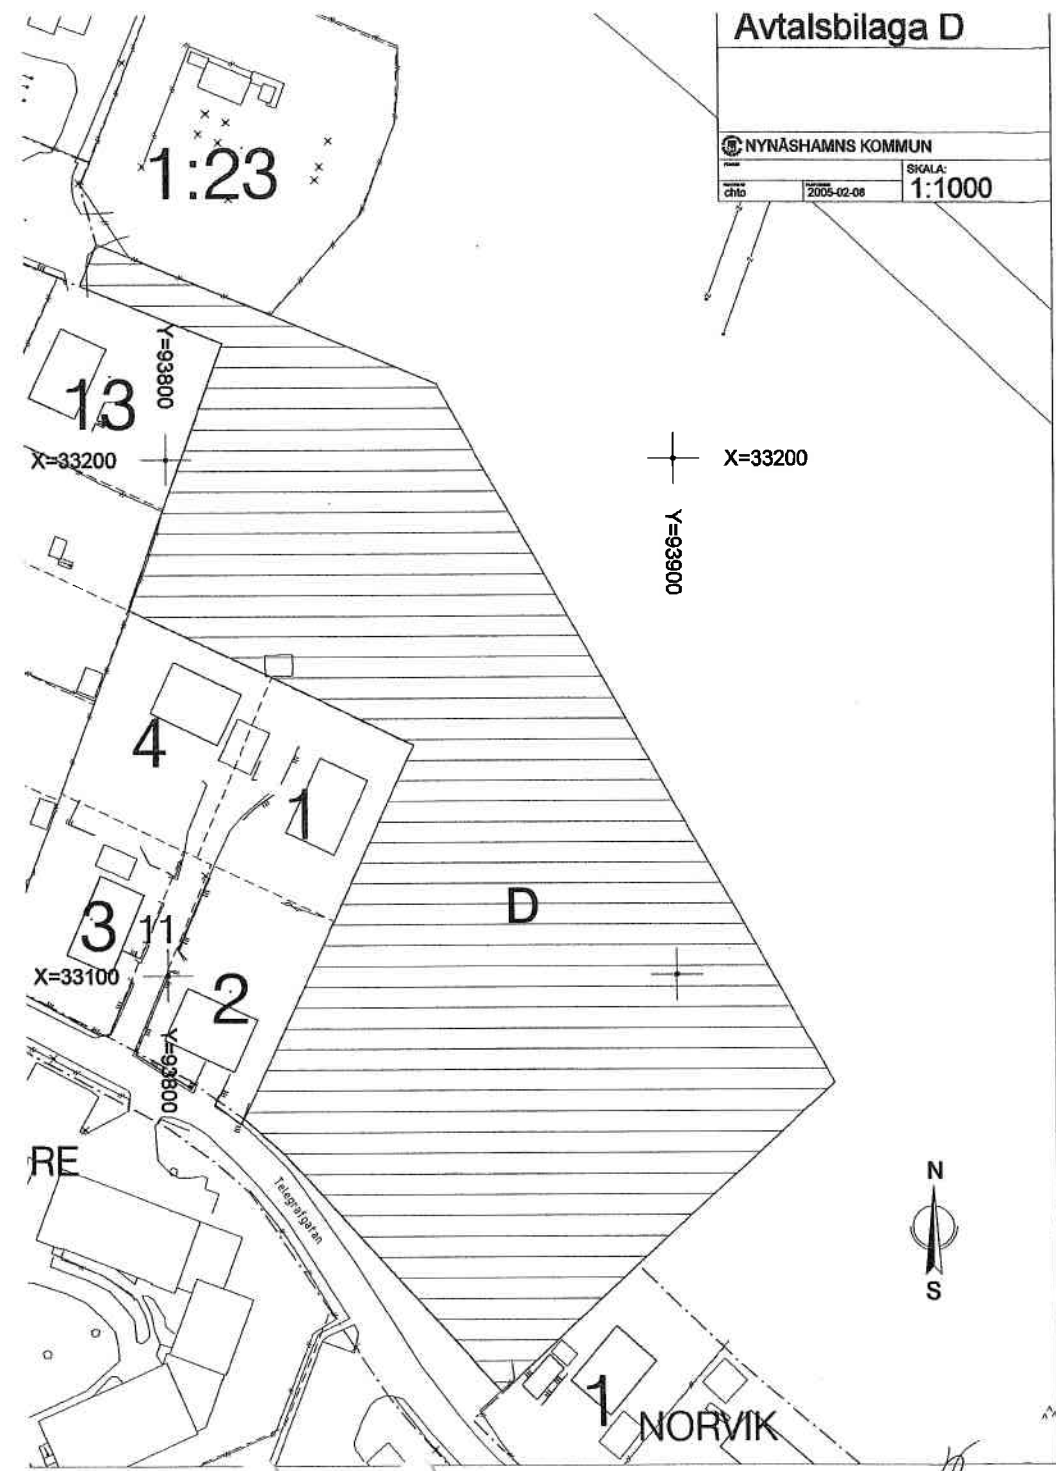 Avtalsbilaga D
NYNÄSHAMNS KOMMUN
SKALA:
1:1000
chto
2005-02-08
1:23
Y=93800
13
X=33200
X=33200
Y=93900
4
1
D
3
11
X=33100
2
Y=93800
RE
Telegrafgatan
N
S
1
NORVIK